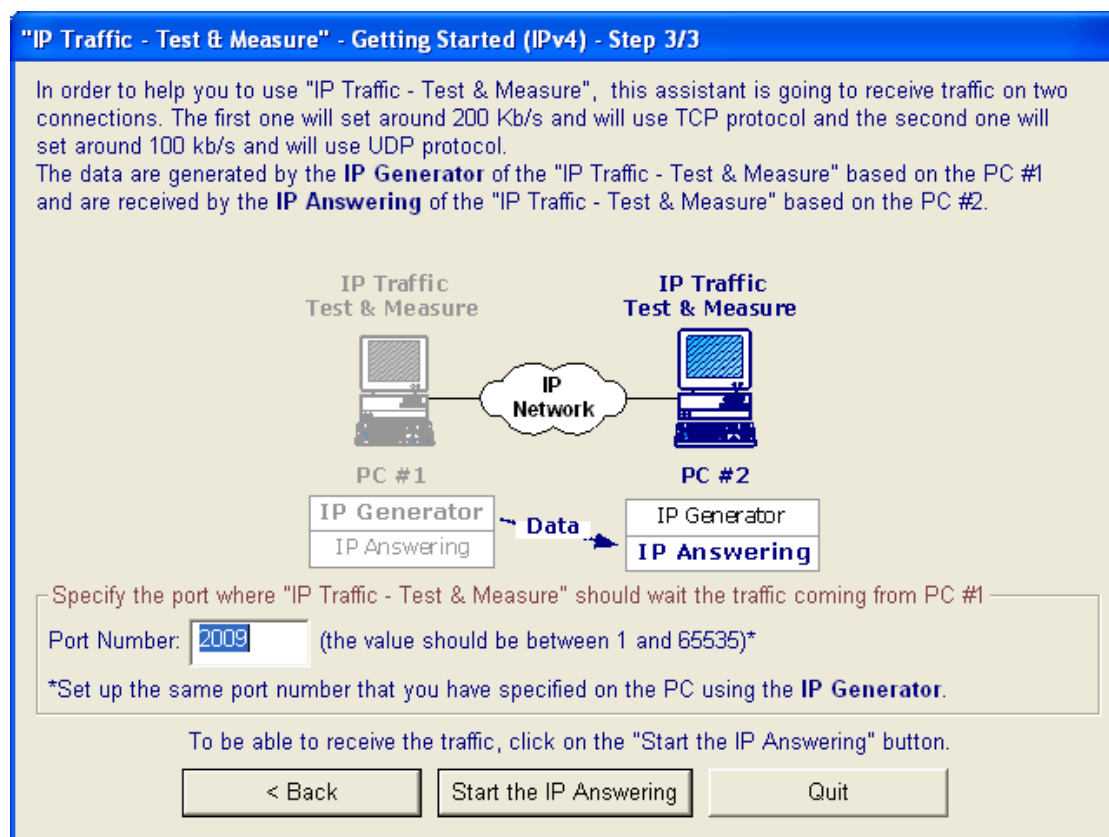 "IP Traffic - Test & Measure" - Getting Started (IPv4) - Step 3/3
In order to help you to use "IP Traffic - Test & Measure",  this assistant is going to receive traffic on two
connections. The first one will set around 200 Kb/s and will use TCP protocol and the second one will
set around 100 kb/s and will use UDP protocol.
The data are generated by the IP Generator of the "IP Traffic - Test & Measure" based on the PC #1
and are received by the IP Answering of the "IP Traffic - Test & Measure" based on the PC #2.
IP Traffic
Test & Measure
IP Traffic
Test & Measure
IP
Network
PC #1
PC #2
IP Generator
IP Answering
Data
IP Generator
IP Answering
Specify the port where "IP Traffic - Test & Measure" should wait the traffic coming from PC #1
Port Number: 2009 (the value should be between 1 and 65535)*
*Set up the same port number that you have specified on the PC using the IP Generator.
To be able to receive the traffic, click on the "Start the IP Answering" button.
< Back Start the IP Answering Quit